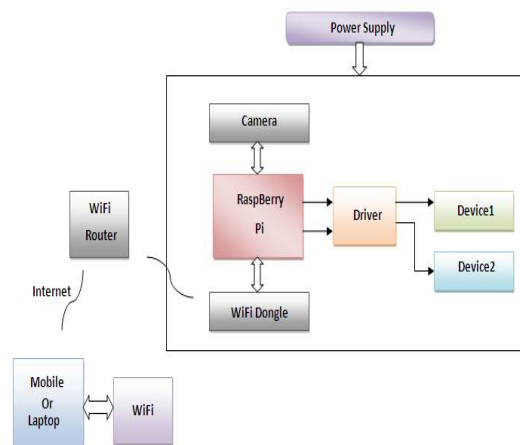 Power Supply
Camera
RaspBerry
Pi
Driver
Device1
Device2
WiFi Dongle
WiFi
Router
Internet
Mobile
Or
Laptop
WiFi